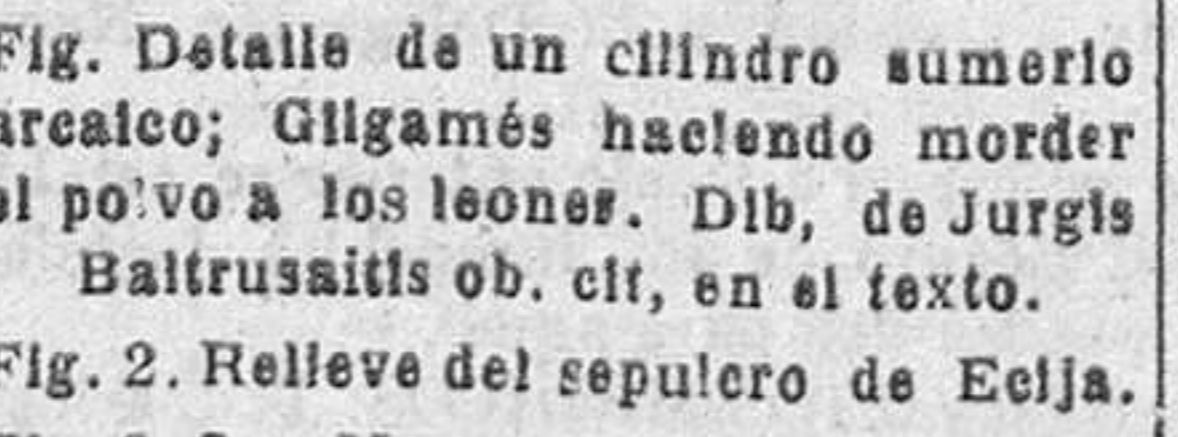 Fig. Detalle de un cilindro sumerio
arcaico; Gilgamés haciendo morder
el polvo a los leones. Dib, de Jurgis
Baltrusaitis ob. cit, en el texto.
Fig. 2. Relieve del sepulcro de Ecija.